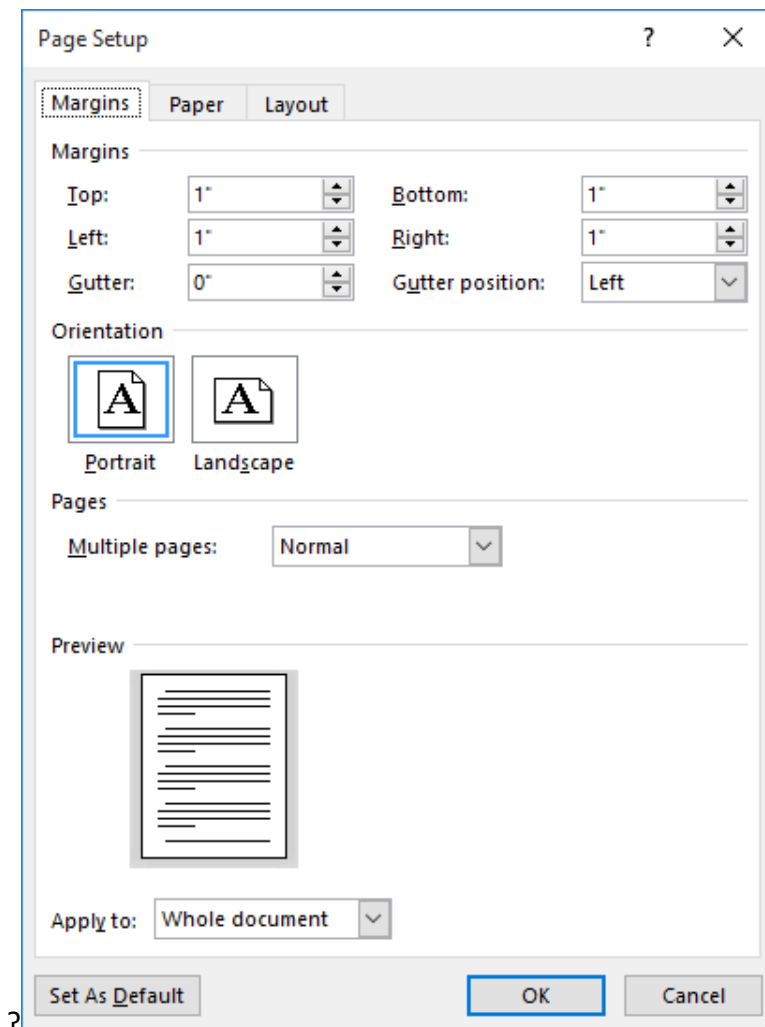 Page Setup ? ×
Margins Paper Layout
Margins
Top: 1" Bottom: 1"
Left: 1" Right: 1"
Gutter: 0" Gutter position: Left
Orientation
A A
Portrait Landscape
Pages
Multiple pages: Normal
Preview
Apply to: Whole document
Set As Default OK Cancel
?